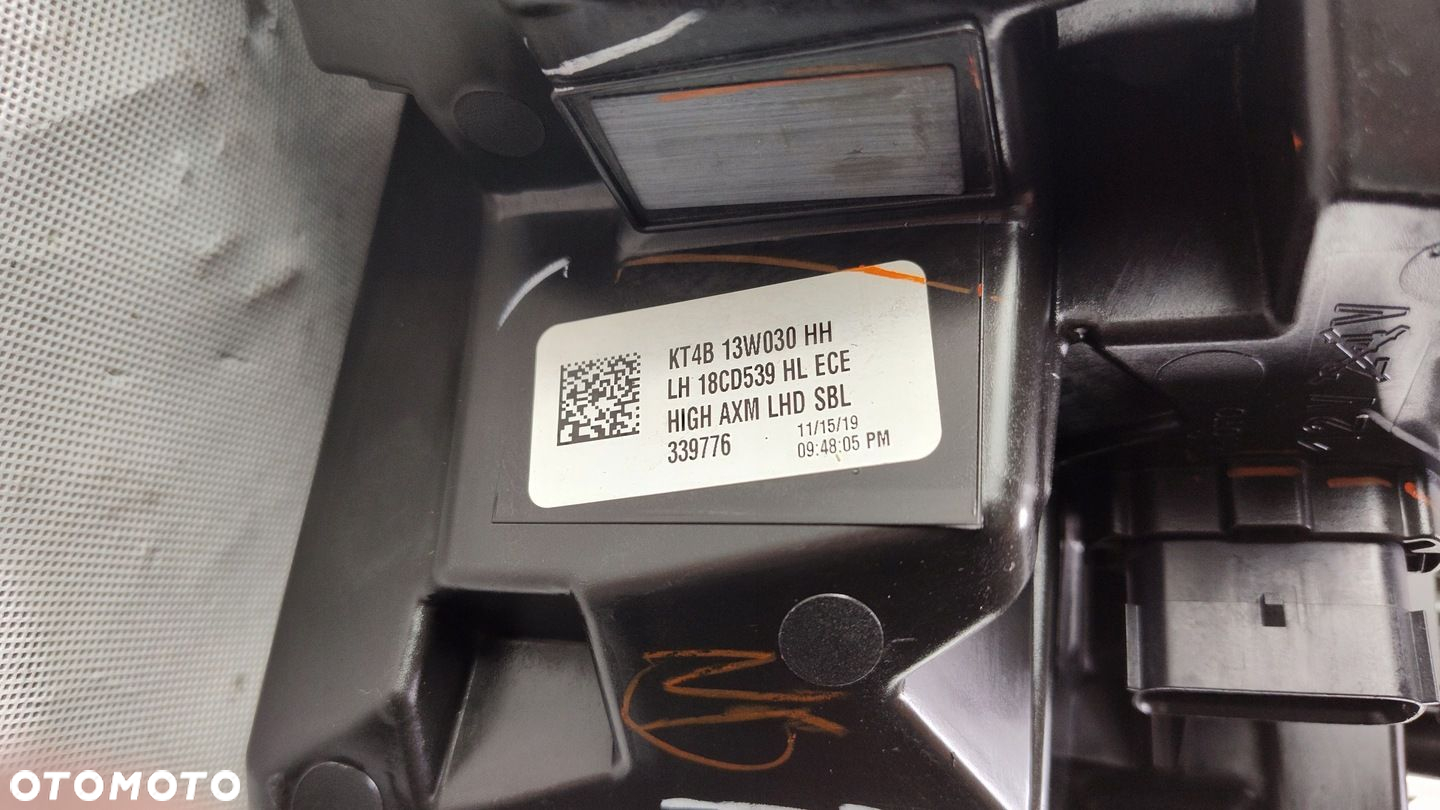 KT4B 13W030 HH
LH 18CD539 HL ECE
HIGH AXM LHD SBL
339776
11/15/19
09:48:05 PM
OTOMOTO